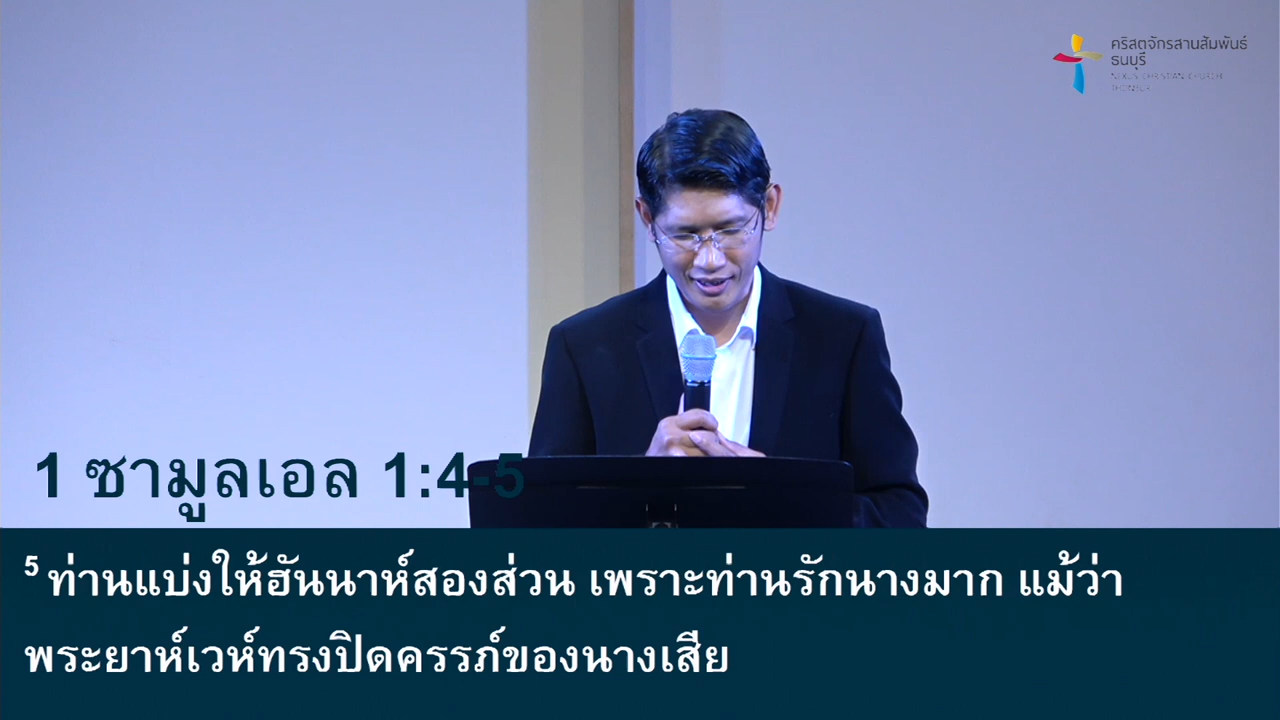 คริสตจักรสานสัมพันธ์
ธนบุรี
NEXUS CHRISTIAN CHURCH
THONBURI
1 ซามูลเอล 1:4-5
5 ท่านแบ่งให้ฮันนาห์สองส่วน เพราะท่านรักนางมาก แม้ว่า
พระยาห์เวห์ทรงปิดครรภ์ของนางเสีย